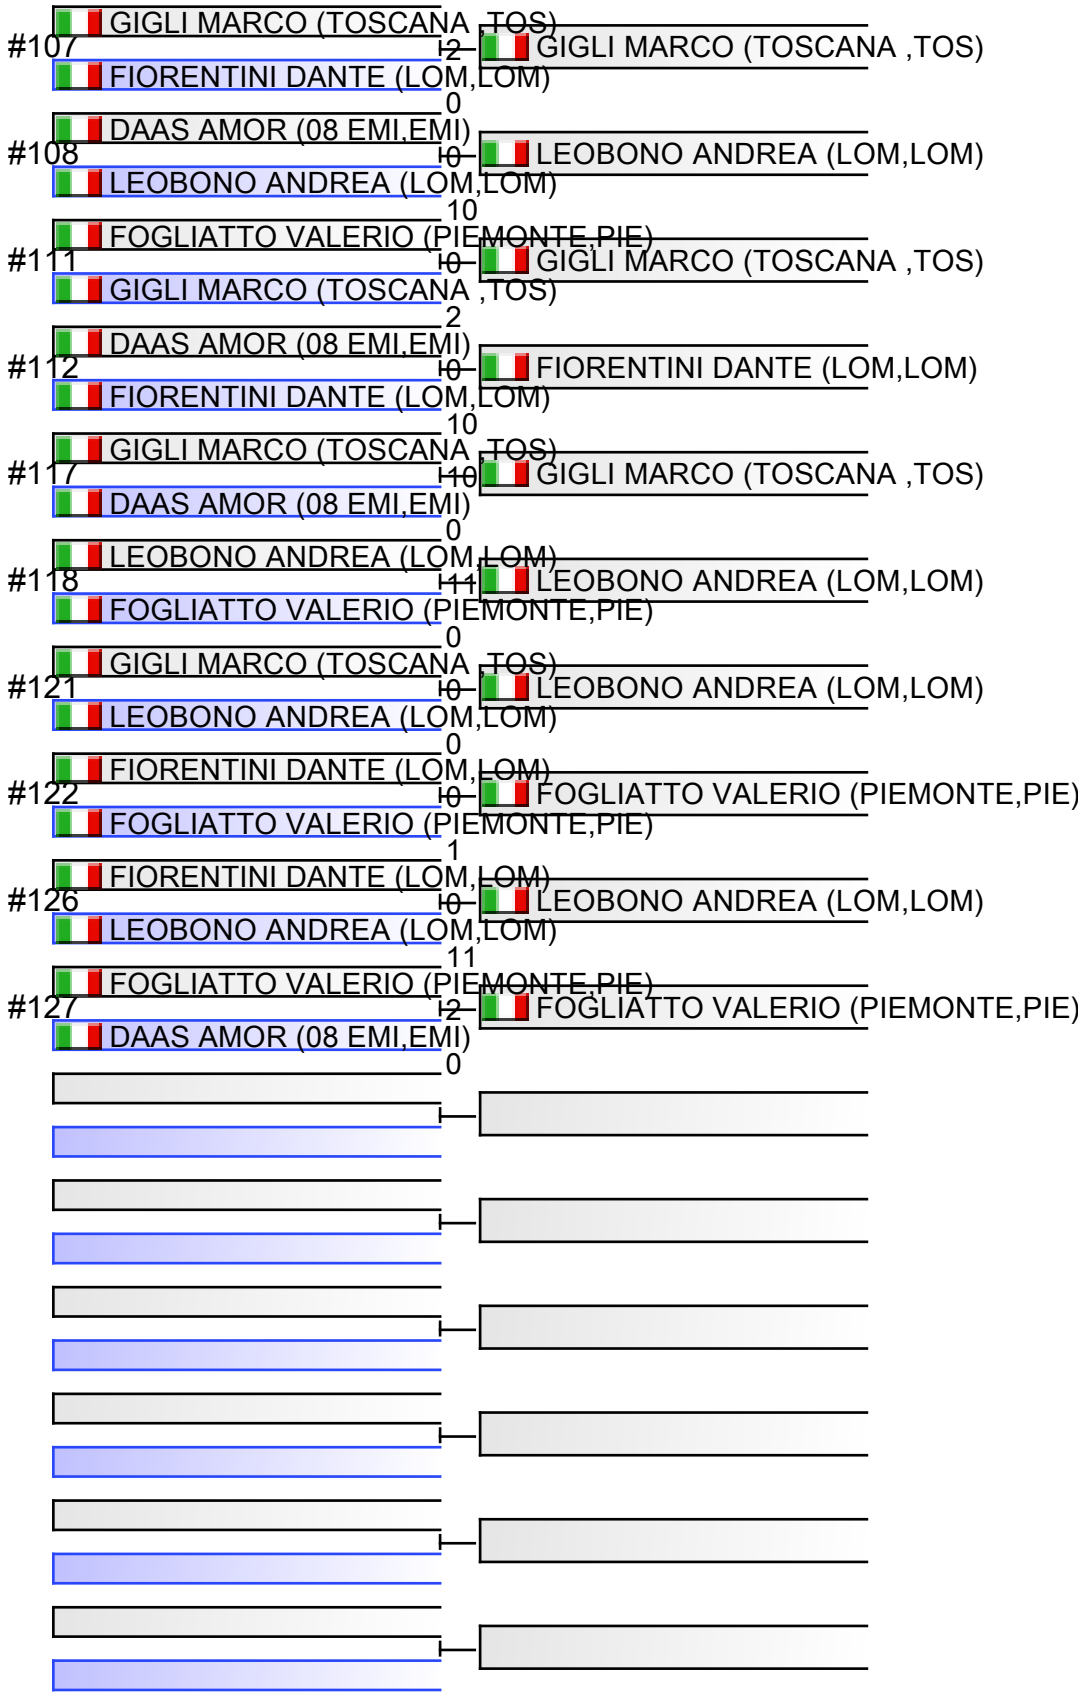 GIGLI MARCO (TOSCANA ,TOS)
#107
2
GIGLI MARCO (TOSCANA ,TOS)
FIORENTINI DANTE (LOM,LOM)
0
DAAS AMOR (08 EMI,EMI)
#108
0
LEOBONO ANDREA (LOM,LOM)
LEOBONO ANDREA (LOM,LOM)
10
FOGLIATTO VALERIO (PIEMONTE,PIE)
#111
0
GIGLI MARCO (TOSCANA ,TOS)
GIGLI MARCO (TOSCANA ,TOS)
2
DAAS AMOR (08 EMI,EMI)
#112
0
FIORENTINI DANTE (LOM,LOM)
FIORENTINI DANTE (LOM,LOM)
10
GIGLI MARCO (TOSCANA ,TOS)
#117
10
GIGLI MARCO (TOSCANA ,TOS)
DAAS AMOR (08 EMI,EMI)
0
LEOBONO ANDREA (LOM,LOM)
#118
11
LEOBONO ANDREA (LOM,LOM)
FOGLIATTO VALERIO (PIEMONTE,PIE)
0
GIGLI MARCO (TOSCANA ,TOS)
#121
0
LEOBONO ANDREA (LOM,LOM)
LEOBONO ANDREA (LOM,LOM)
0
FIORENTINI DANTE (LOM,LOM)
#122
0
FOGLIATTO VALERIO (PIEMONTE,PIE)
FOGLIATTO VALERIO (PIEMONTE,PIE)
1
FIORENTINI DANTE (LOM,LOM)
#126
0
LEOBONO ANDREA (LOM,LOM)
LEOBONO ANDREA (LOM,LOM)
11
FOGLIATTO VALERIO (PIEMONTE,PIE)
#127
2
FOGLIATTO VALERIO (PIEMONTE,PIE)
DAAS AMOR (08 EMI,EMI)
0